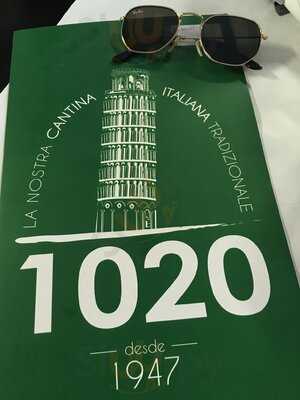 LA NOSTRA CANTINA ITALIANA TRADIZIONALE
1020
desde
1947